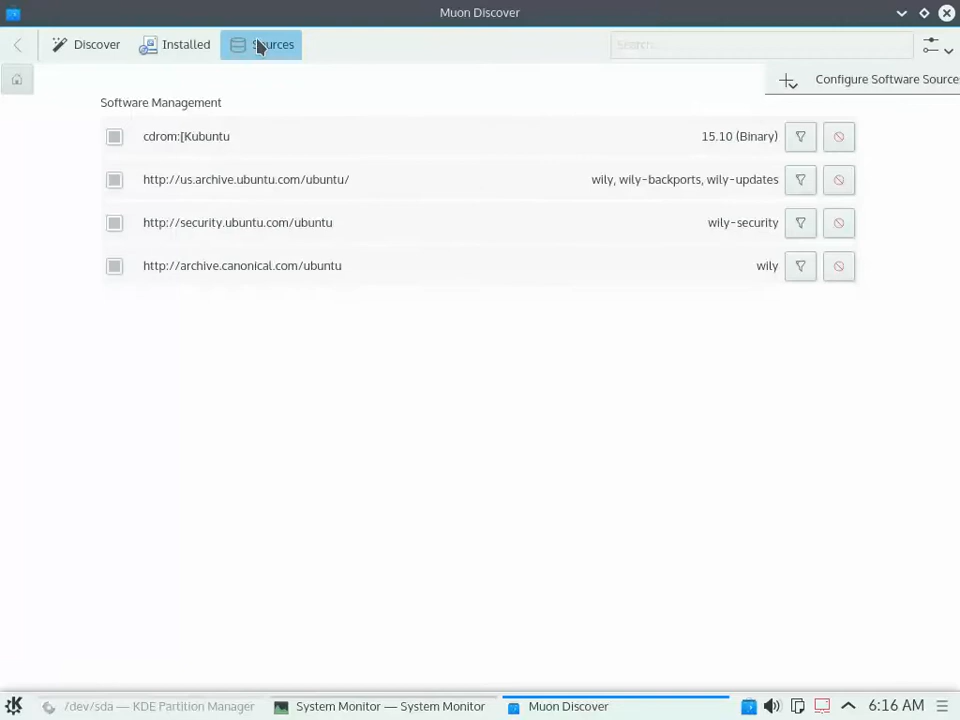 Muon Discover
Discover
Installed
Sources
Search...
Configure Software Source
Software Management
cdrom:[Kubuntu 15.10 (Binary)
http://us.archive.ubuntu.com/ubuntu/ wily, wily-backports, wily-updates
http://security.ubuntu.com/ubuntu wily-security
http://archive.canonical.com/ubuntu wily
/dev/sda — KDE Partition Manager
System Monitor — System Monitor
Muon Discover
6:16 AM